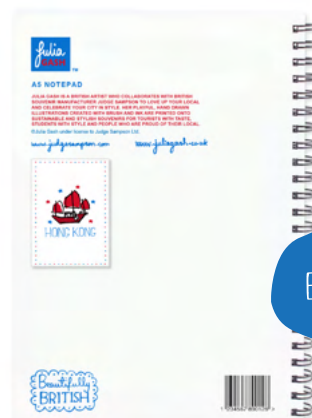 Julia
GASH
™
A5 NOTEPAD
JULIA GASH IS A BRITISH ARTIST WHO COLLABORATES WITH BRITISH
SOUVENIR MANUFACTURER JUDGE SAMPSON TO LOVE UP YOUR LOCAL
AND CELEBRATE YOUR CITY IN STYLE. HER PLAYFUL, HAND DRAWN
ILLUSTRATIONS CREATED WITH BRUSH AND INK ARE PRINTED ONTO
SUSTAINABLE AND STYLISH SOUVENIRS FOR TOURISTS WITH TASTE,
STUDENTS WITH STYLE AND PEOPLE WHO ARE PROUD OF THEIR LOCAL.
©Julia Gash under license to Judge Sampson Ltd.
www.judgesampson.com www.juliagash.co.uk
HONG KONG
Beautifully
BRITISH